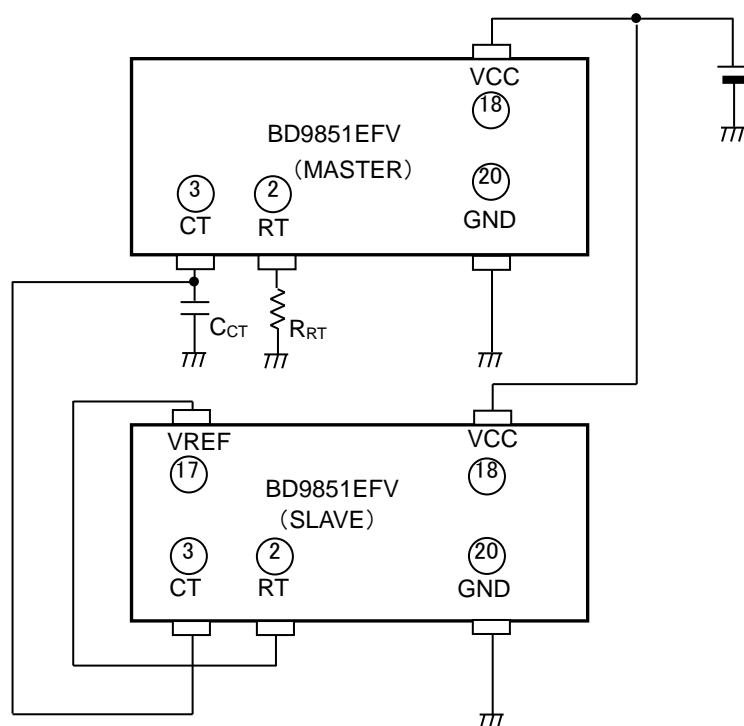 VCC
18
BD9851EFV
（MASTER）
3
2
20
CT
RT
GND
CCT
RRT
VREF
VCC
17
18
BD9851EFV
（SLAVE）
3
2
20
CT
RT
GND